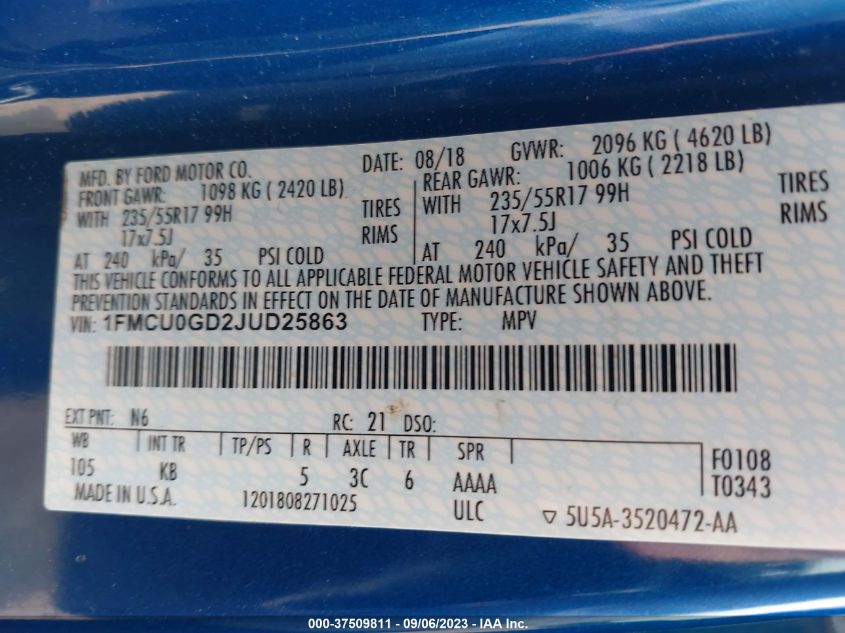 MFD. BY FORD MOTOR CO. DATE: 08/18 GVWR: 2096 KG ( 4620 LB)
FRONT GAWR: 1098 KG ( 2420 LB) REAR GAWR: 1006 KG ( 2218 LB)
WITH 235/55R17 99H TIRES WITH 235/55R17 99H TIRES
17x7.5J RIMS 17x7.5J RIMS
AT 240 kPa/ 35 PSI COLD AT 240 kPa/ 35 PSI COLD
THIS VEHICLE CONFORMS TO ALL APPLICABLE FEDERAL MOTOR VEHICLE SAFETY AND THEFT
PREVENTION STANDARDS IN EFFECT ON THE DATE OF MANUFACTURE SHOWN ABOVE.
VIN: 1FMCU0GD2JUD25863 TYPE: MPV
EXT PNT: N6 RC: 21 DSO:
WB INT TR TP/PS R AXLE TR SPR F0108
105 KB 5 3C 6 AAAA T0343
MADE IN U.S.A. 1201808271025 ULC 5U5A-3520472-AA
000-37509811 - 09/06/2023 - IAA Inc.